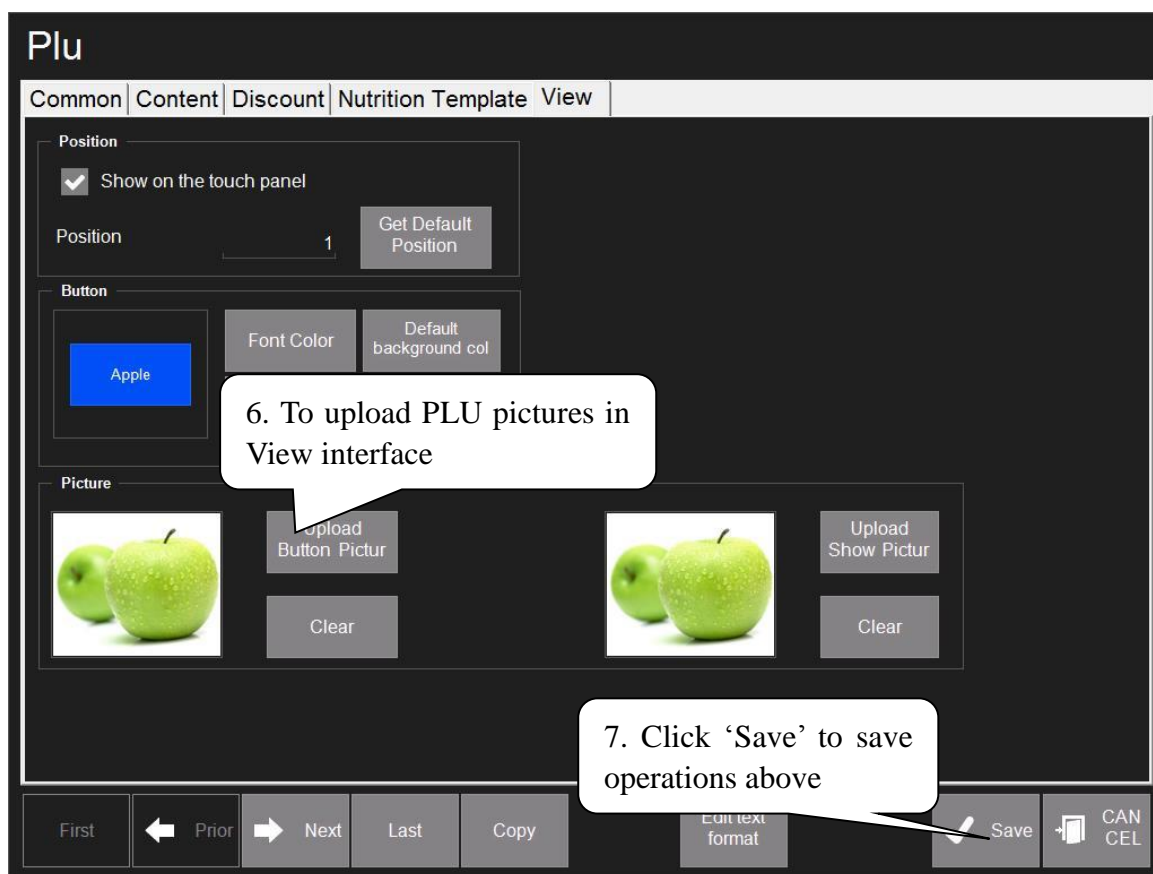 Plu
Common Content Discount Nutrition Template View
Position
Show on the touch panel
Position 1 Get Default
Position
Button
Apple
Font Color
Default
background col
6. To upload PLU pictures in
View interface
Picture
Upload
Button Pictur
Clear
Upload
Show Pictur
Clear
7. Click ‘Save’ to save
operations above
First Prior Next Last Copy
Edit text
format
Save
CAN
CEL